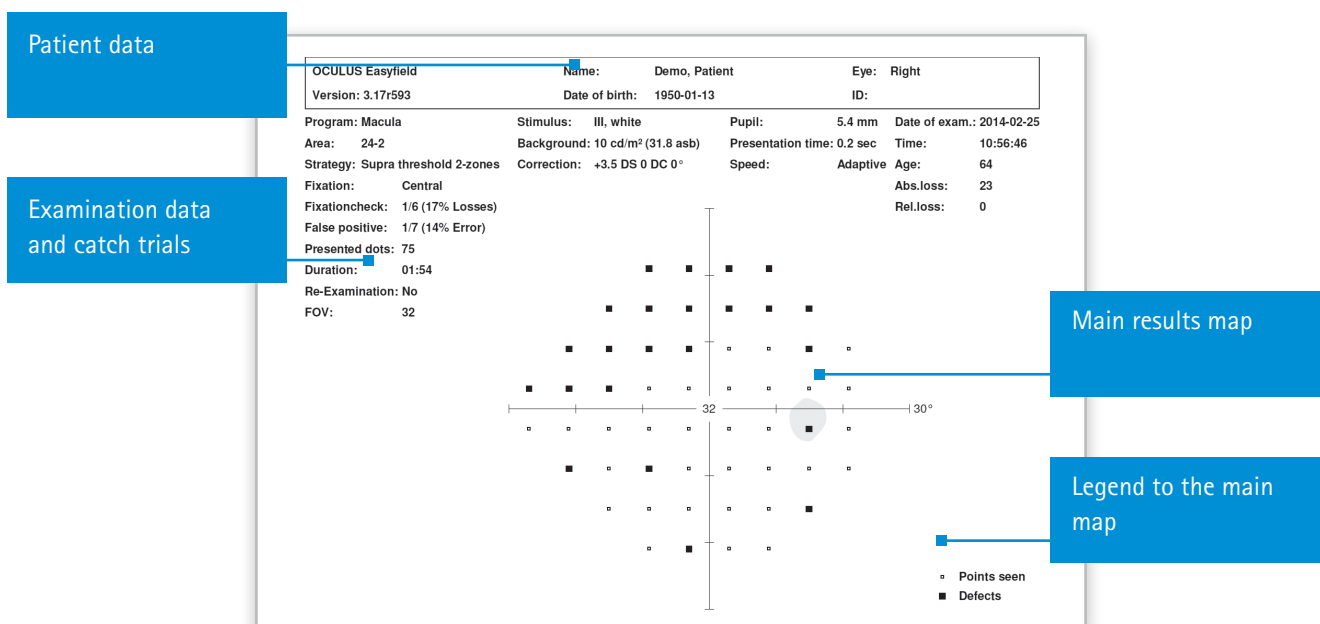 Patient data
OCULUS Easyfield Name: Demo, Patient Eye: Right
Version: 3.17r593 Date of birth: 1950-01-13 ID:
Program: Macula Stimulus: III, white Pupil: 5.4 mm Date of exam.: 2014-02-25
Area: 24-2 Background: 10 cd/m² (31.8 asb) Presentation time: 0.2 sec Time: 10:56:46
Strategy: Supra threshold 2-zones Correction: +3.5 DS 0 DC 0° Speed: Adaptive Age: 64
Fixation: Central Abs.loss: 23
Fixationcheck: 1/6 (17% Losses) Rel.loss: 0
False positive: 1/7 (14% Error)
Presented dots: 75
Duration: 01:54
Re-Examination: No
FOV: 32
Examination data
and catch trials
Main results map
32 30°
Legend to the main
map
Points seen
Defects